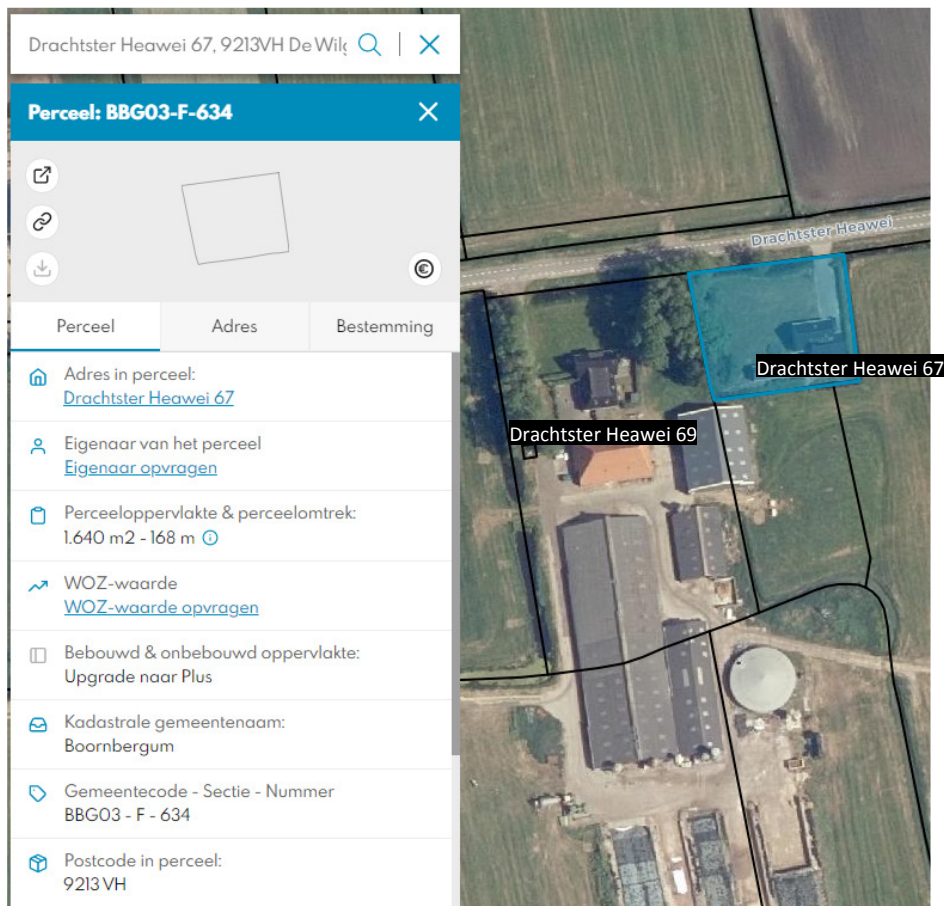 Drachtster Heawei 67, 9213VH De Wilg
Perceel: BBG03-F-634
Perceel Adres Bestemming
Adres in perceel:
Drachtster Heawei 67
Eigenaar van het perceel
Eigenaar opvragen
Perceeloppervlakte & perceelomtrek:
1.640 m2 - 168 m
WOZ-waarde
WOZ-waarde opvragen
Bebouwd & onbebouwd oppervlakte:
Upgrade naar Plus
Kadastrale gemeentenaam:
Boornbergum
Gemeentecode - Sectie - Nummer
BBG03 - F - 634
Postcode in perceel:
9213 VH
Drachtster Heawei
Drachtster Heawei 67
Drachtster Heawei 69